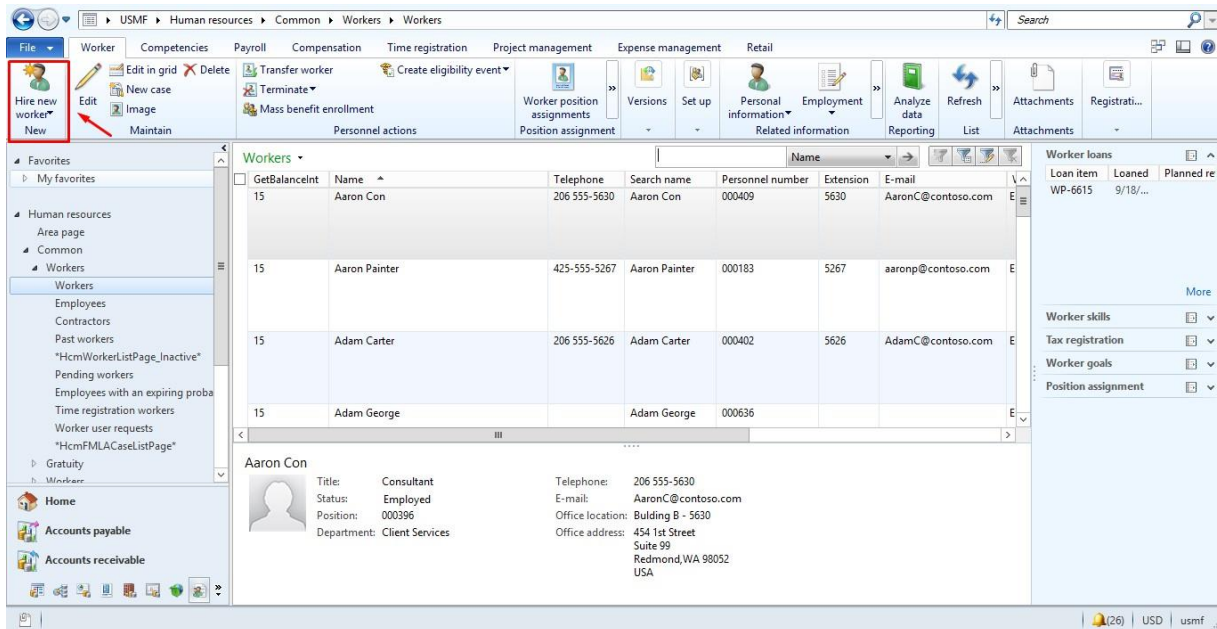 USMF ▸ Human resources ▸ Common ▸ Workers ▸ Workers
Search
File Worker Competencies Payroll Compensation Time registration Project management Expense management Retail
Hire new worker
New
Edit
Edit in grid
Delete
New case
Image
Maintain
Transfer worker
Create eligibility event
Terminate
Mass benefit enrollment
Personnel actions
Worker position assignments
Position assignment
Versions
Set up
Personal information
Employment
Related information
Analyze data
Reporting
Refresh
List
Attachments
Attachments
Registrati...
Favorites
My favorites
Human resources
Area page
Common
Workers
Workers
Employees
Contractors
Past workers
*HcmWorkerListPage_Inactive*
Pending workers
Employees with an expiring proba
Time registration workers
Worker user requests
*HcmFMLACaseListPage*
Gratuity
Workers
Home
Accounts payable
Accounts receivable
Workers
Name
GetBalanceInt Name Telephone Search name Personnel number Extension E-mail
15 Aaron Con 206 555-5630 Aaron Con 000409 5630 AaronC@contoso.com E
15 Aaron Painter 425-555-5267 Aaron Painter 000183 5267 aaronp@contoso.com E
15 Adam Carter 206 555-5626 Adam Carter 000402 5626 AdamC@contoso.com E
15 Adam George Adam George 000636 E
Aaron Con
Title: Consultant
Status: Employed
Position: 000396
Department: Client Services
Telephone: 206 555-5630
E-mail: AaronC@contoso.com
Office location: Bulding B - 5630
Office address: 454 1st Street
Suite 99
Redmond,WA 98052
USA
Worker loans
Loan item Loaned Planned re
WP-6615 9/18/...
More
Worker skills
Tax registration
Worker goals
Position assignment
(26) USD usmf